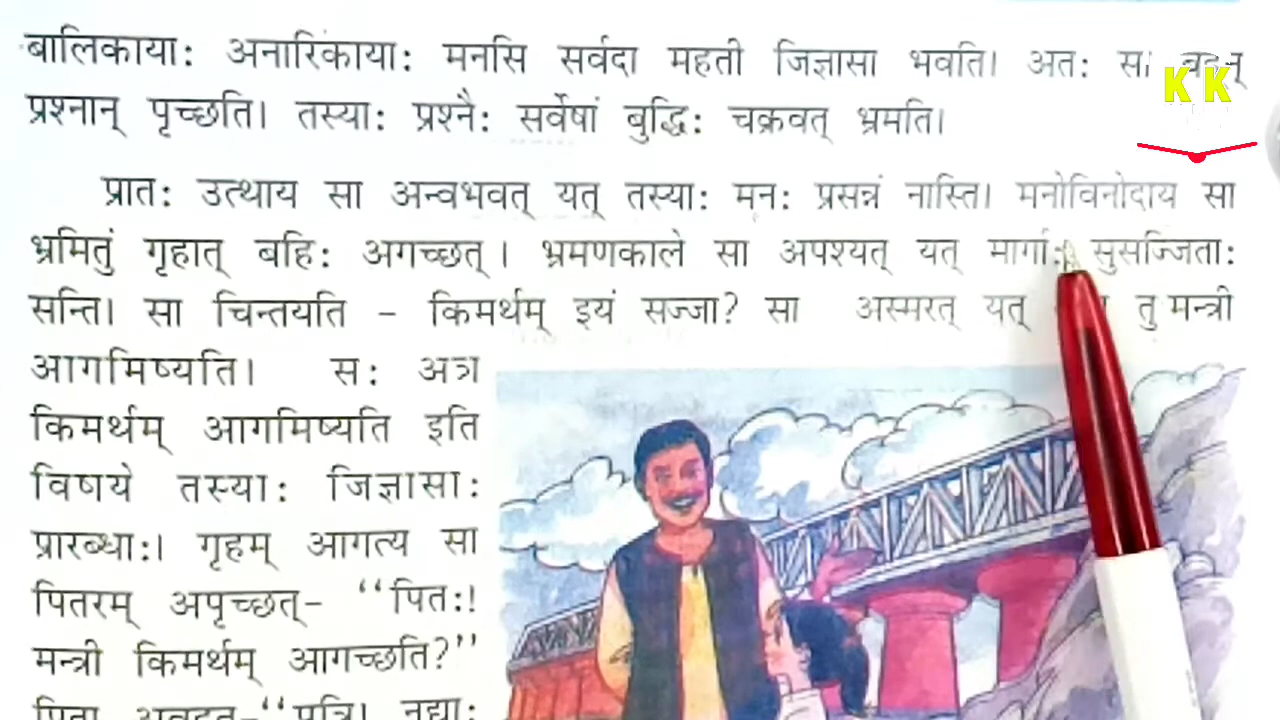 बालिकायाः अनारिकायाः मनसि सर्वदा महती जिज्ञासा भवति। अतः सा बहून्
K K
प्रश्नान् पृच्छति। तस्याः प्रश्नैः सर्वेषां बुद्धिः चक्रवत् भ्रमति।
प्रातः उत्थाय सा अन्वभवत् यत् तस्याः मनः प्रसन्नं नास्ति। मनोविनोदाय सा
भ्रमितुं गृहात् बहिः अगच्छत्। भ्रमणकाले सा अपश्यत् यत् मार्गाः सुसज्जिताः
सन्ति। सा चिन्तयति - किमर्थम् इयं सज्जा? सा अस्मरत् यत् तु मन्त्री
आगमिष्यति। सः अत्र
किमर्थम् आगमिष्यति इति
विषये तस्याः जिज्ञासाः
प्रारब्धाः। गृहम् आगत्य सा
पितरम् अपृच्छत्- “पितः!
मन्त्री किमर्थम् आगच्छति?”
पिता अवदत्-“पुत्रि! नद्याः